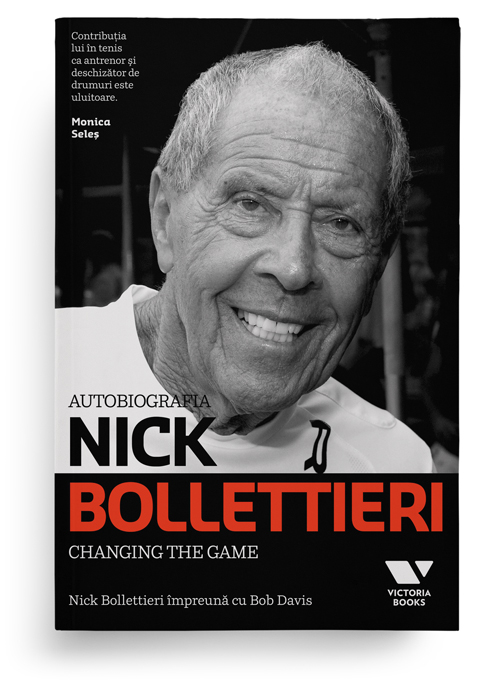 Contribuția
lui în tenis
ca antrenor și
deschizător de
drumuri este
uluitoare.
Monica
Seleș
AUTOBIOGRAFIA
NICK
BOLLETTIERI
CHANGING THE GAME
Nick Bollettieri împreună cu Bob Davis
VICTORIA
BOOKS